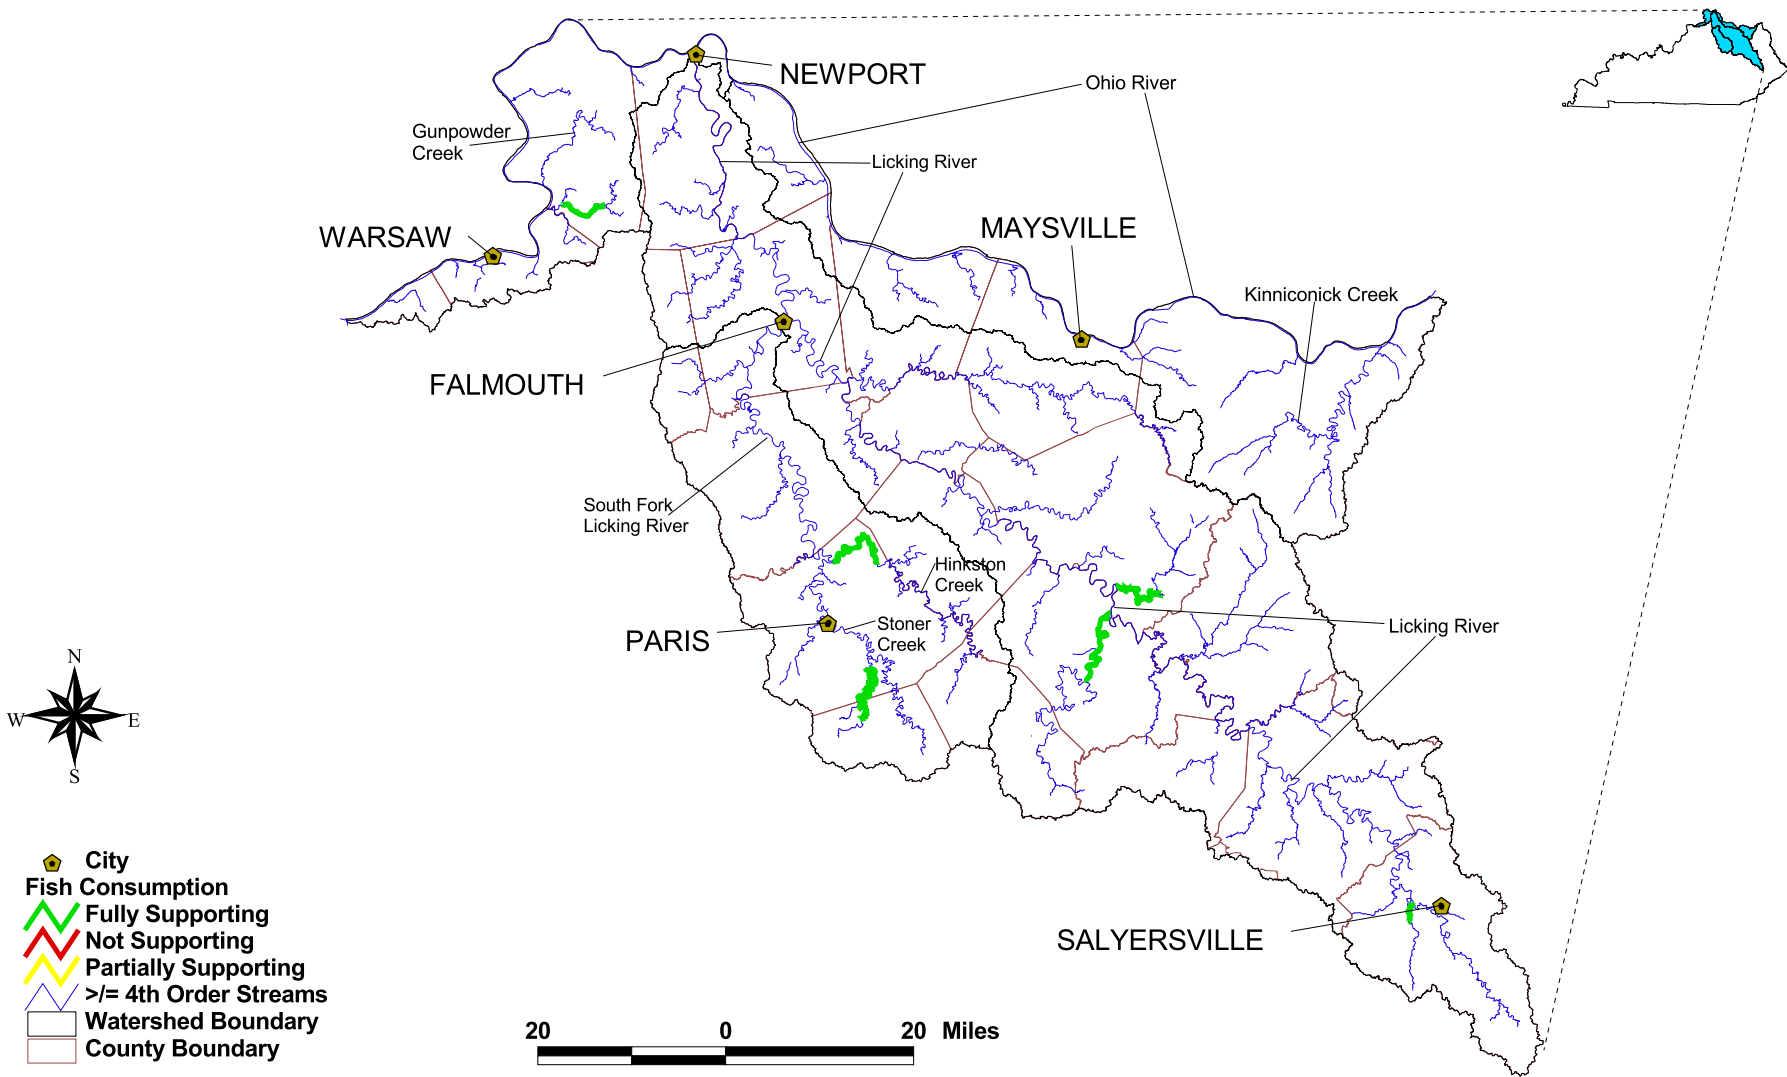 NEWPORT
Ohio River
Gunpowder
Creek
Licking River
WARSAW
MAYSVILLE
Kinniconick Creek
FALMOUTH
South Fork
Licking River
Hinkston
Creek
Stoner
Creek
PARIS
Licking River
N
W
E
S
SALYERSVILLE
City
Fish Consumption
Fully Supporting
Not Supporting
Partially Supporting
>/= 4th Order Streams
Watershed Boundary
County Boundary
20 0 20 Miles